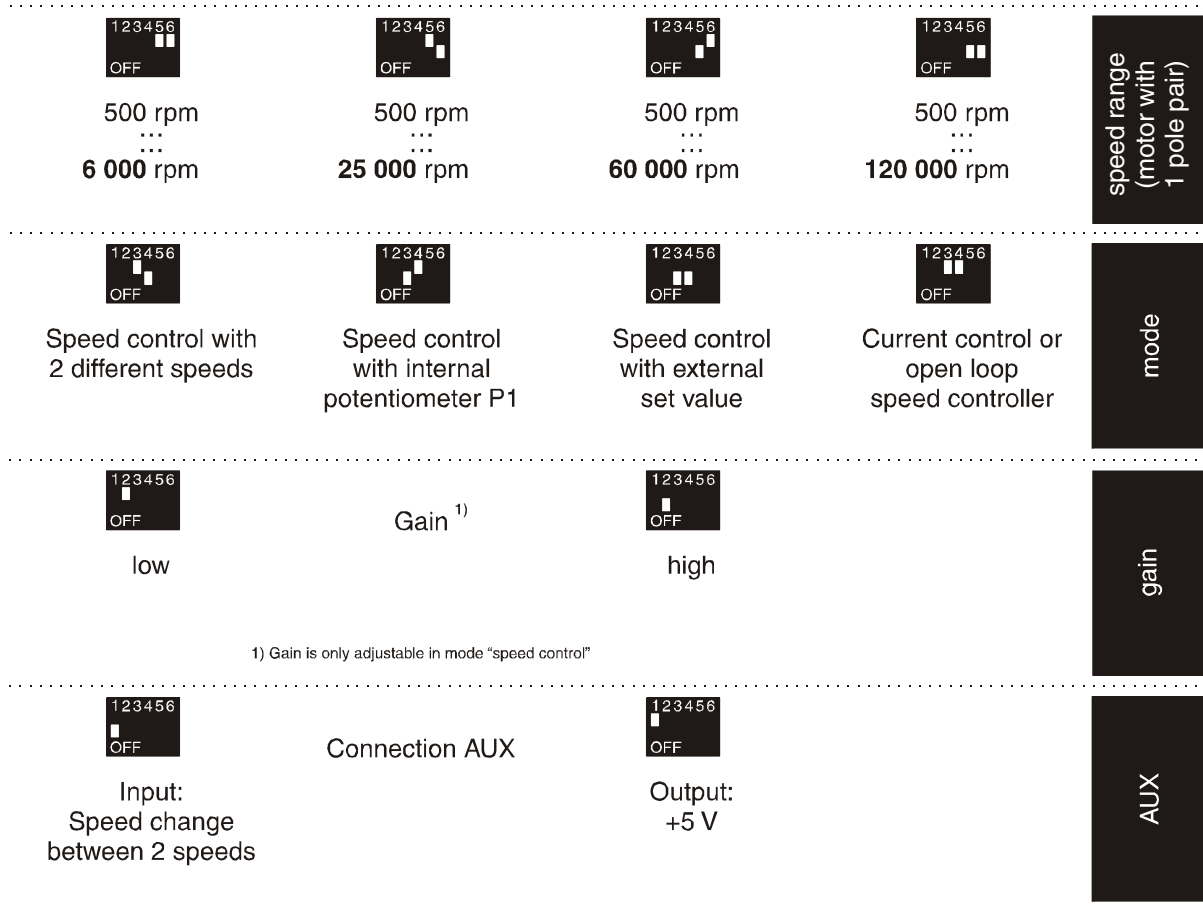 123456
OFF
500 rpm
...
...
6 000 rpm
123456
OFF
500 rpm
...
...
25 000 rpm
123456
OFF
500 rpm
...
...
60 000 rpm
123456
OFF
500 rpm
...
...
120 000 rpm
speed range
(motor with
1 pole pair)
123456
OFF
Speed control with
2 different speeds
123456
OFF
Speed control
with internal
potentiometer P1
123456
OFF
Speed control
with external
set value
123456
OFF
Current control or
open loop
speed controller
mode
123456
OFF
low
Gain 1)
123456
OFF
high
1) Gain is only adjustable in mode “speed control”
gain
123456
OFF
Input:
Speed change
between 2 speeds
Connection AUX
123456
OFF
Output:
+5 V
AUX